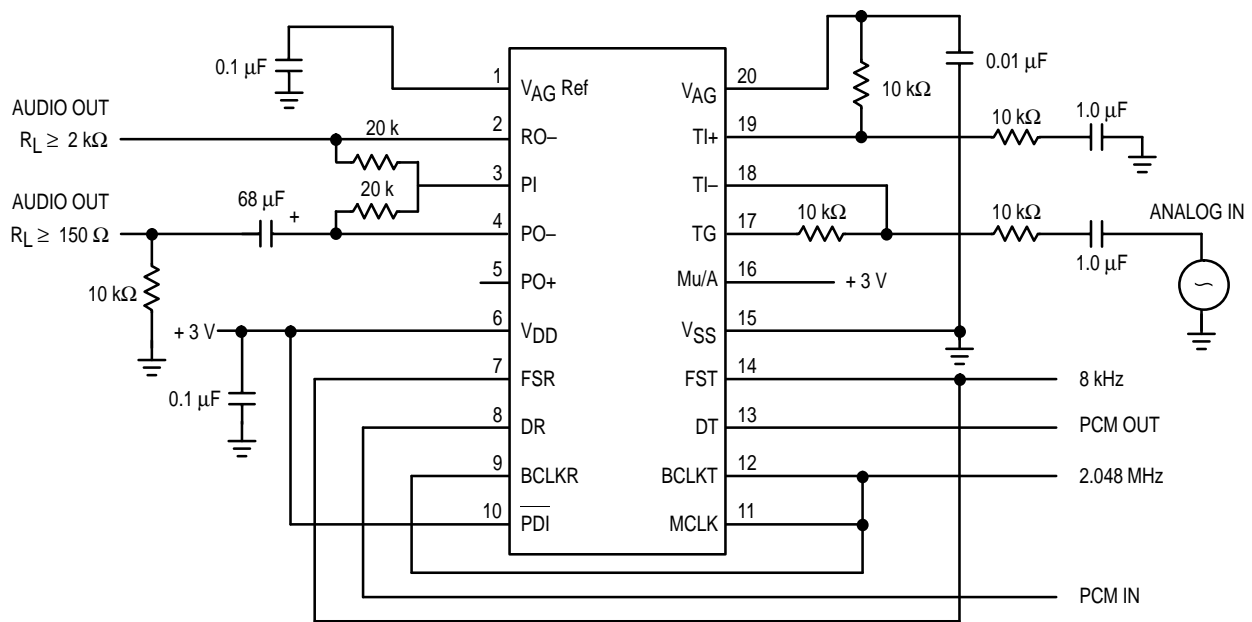 0.1 μF
1
VAG Ref
AUDIO OUT
RL ≥ 2 kΩ
20 k
2
RO–
3
PI
20 k
AUDIO OUT
RL ≥ 150 Ω
68 μF
+
4
PO–
5
PO+
10 kΩ
+ 3 V
6
VDD
7
FSR
0.1 μF
8
DR
9
BCLKR
10
PDI
20
VAG
10 kΩ
0.01 μF
19
TI+
10 kΩ
1.0 μF
18
TI–
17
TG
10 kΩ
10 kΩ
1.0 μF
ANALOG IN
~
16
Mu/A
+ 3 V
15
VSS
14
FST
8 kHz
13
DT
PCM OUT
12
BCLKT
2.048 MHz
11
MCLK
PCM IN